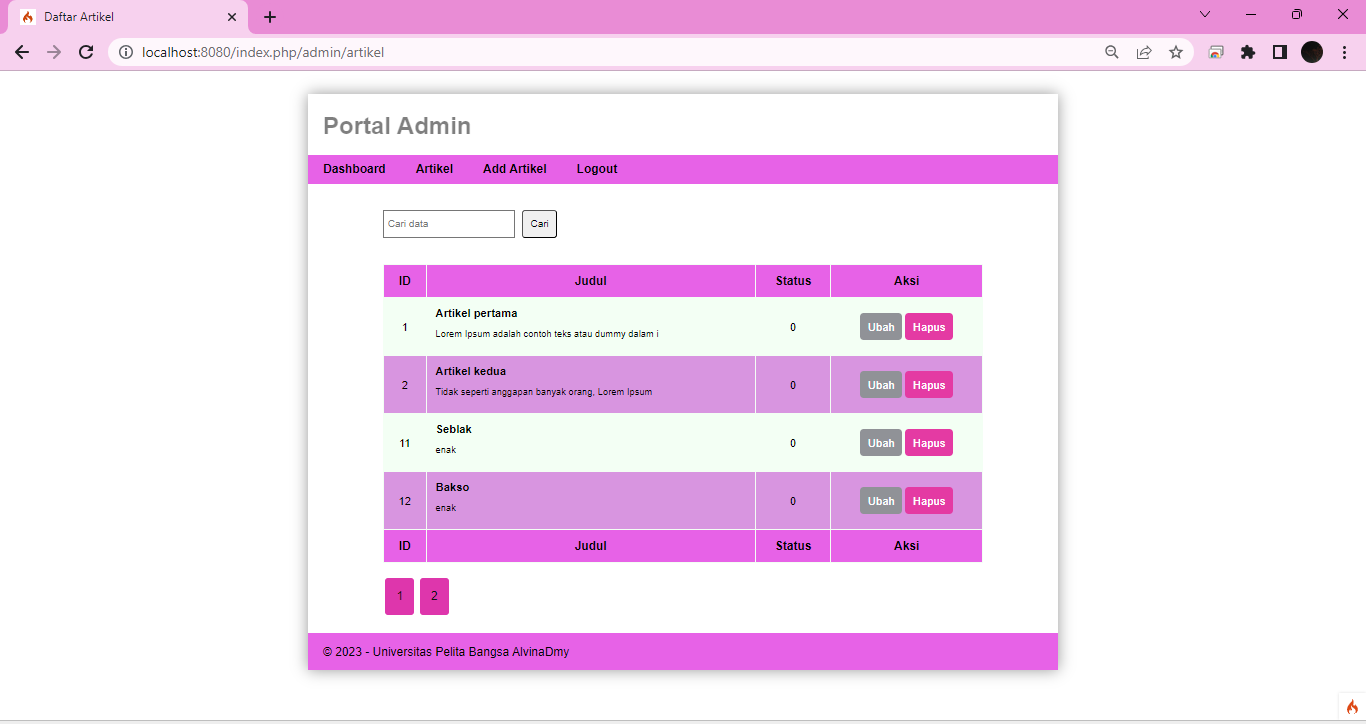 Daftar Artikel
localhost:8080/index.php/admin/artikel
Portal Admin
Dashboard Artikel Add Artikel Logout
Cari data Cari
ID Judul Status Aksi
1 Artikel pertama 0 Ubah Hapus
Lorem Ipsum adalah contoh teks atau dummy dalam i
2 Artikel kedua 0 Ubah Hapus
Tidak seperti anggapan banyak orang, Lorem Ipsum
11 Seblak 0 Ubah Hapus
enak
12 Bakso 0 Ubah Hapus
enak
ID Judul Status Aksi
1 2
© 2023 - Universitas Pelita Bangsa AlvinaDmy